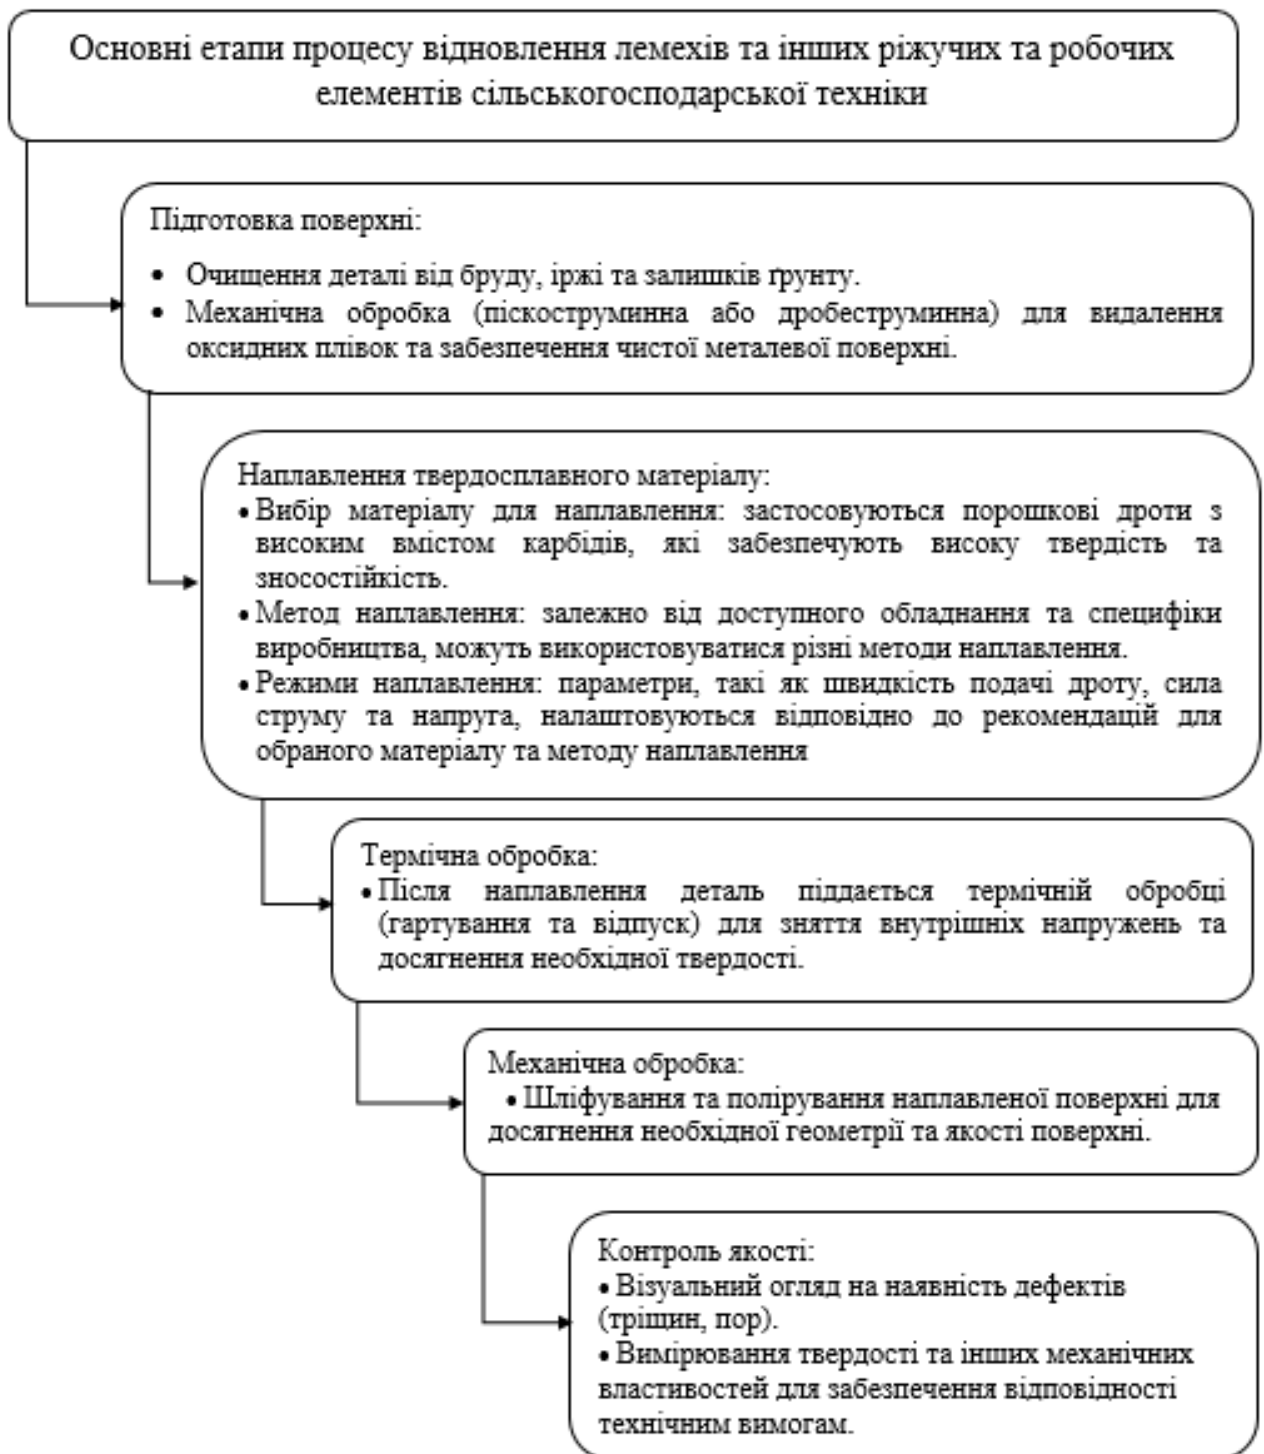 Основні етапи процесу відновлення лемехів та інших ріжучих та робочих
елементів сільськогосподарської техніки
Підготовка поверхні:
• Очищення деталі від бруду, іржі та залишків ґрунту.
• Механічна обробка (піскоструминна або дробеструминна) для видалення
оксидних плівок та забезпечення чистої металевої поверхні.
Наплавлення твердосплавного матеріалу:
• Вибір матеріалу для наплавлення: застосовуються порошкові дроти з
високим вмістом карбідів, які забезпечують високу твердість та
зносостійкість.
• Метод наплавлення: залежно від доступного обладнання та специфіки
виробництва, можуть використовуватися різні методи наплавлення.
• Режими наплавлення: параметри, такі як швидкість подачі дроту, сила
струму та напруга, налаштовуються відповідно до рекомендацій для
обраного матеріалу та методу наплавлення
Термічна обробка:
• Після наплавлення деталь піддається термічній обробці
(гартування та відпуск) для зняття внутрішніх напружень та
досягнення необхідної твердості.
Механічна обробка:
• Шліфування та полірування наплавленої поверхні для
досягнення необхідної геометрії та якості поверхні.
Контроль якості:
• Візуальний огляд на наявність дефектів
(тріщин, пор).
• Вимірювання твердості та інших механічних
властивостей для забезпечення відповідності
технічним вимогам.